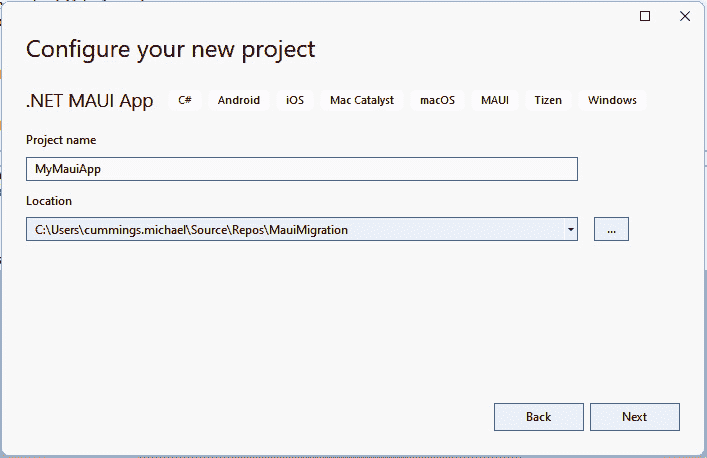 Configure your new project
.NET MAUI App C# Android iOS Mac Catalyst macOS MAUI Tizen Windows
Project name
MyMauiApp
Location
C:\Users\cummings.michael\Source\Repos\MauiMigration ...
Back Next